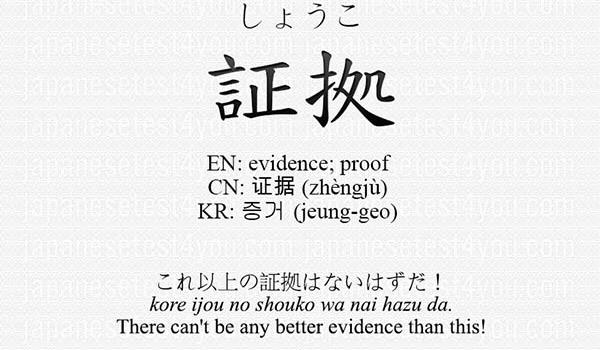 しょうこ
証拠
EN: evidence; proof
CN: 证据 (zhèngjù)
KR: 증거 (jeung-geo)
これ以上の証拠はないはずだ！
kore ijou no shouko wa nai hazu da.
There can't be any better evidence than this!